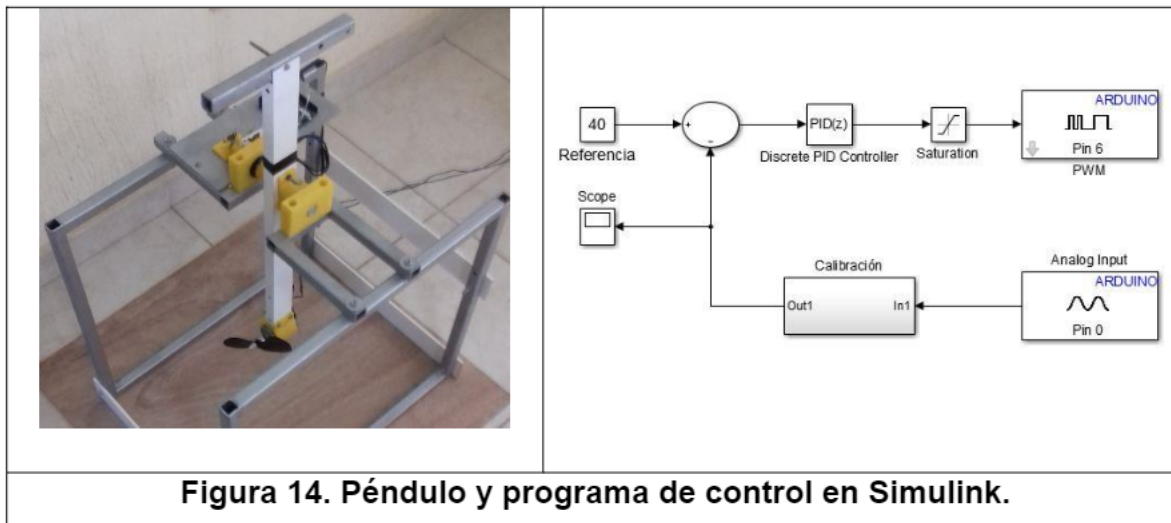 ARDUINO
40
PID(z)
Pin 6
Referencia
Discrete PID Controller
Saturation
PWM
Scope
Calibración
Analog Input
ARDUINO
Out1
In1
Pin 0
Figura 14. Péndulo y programa de control en Simulink.